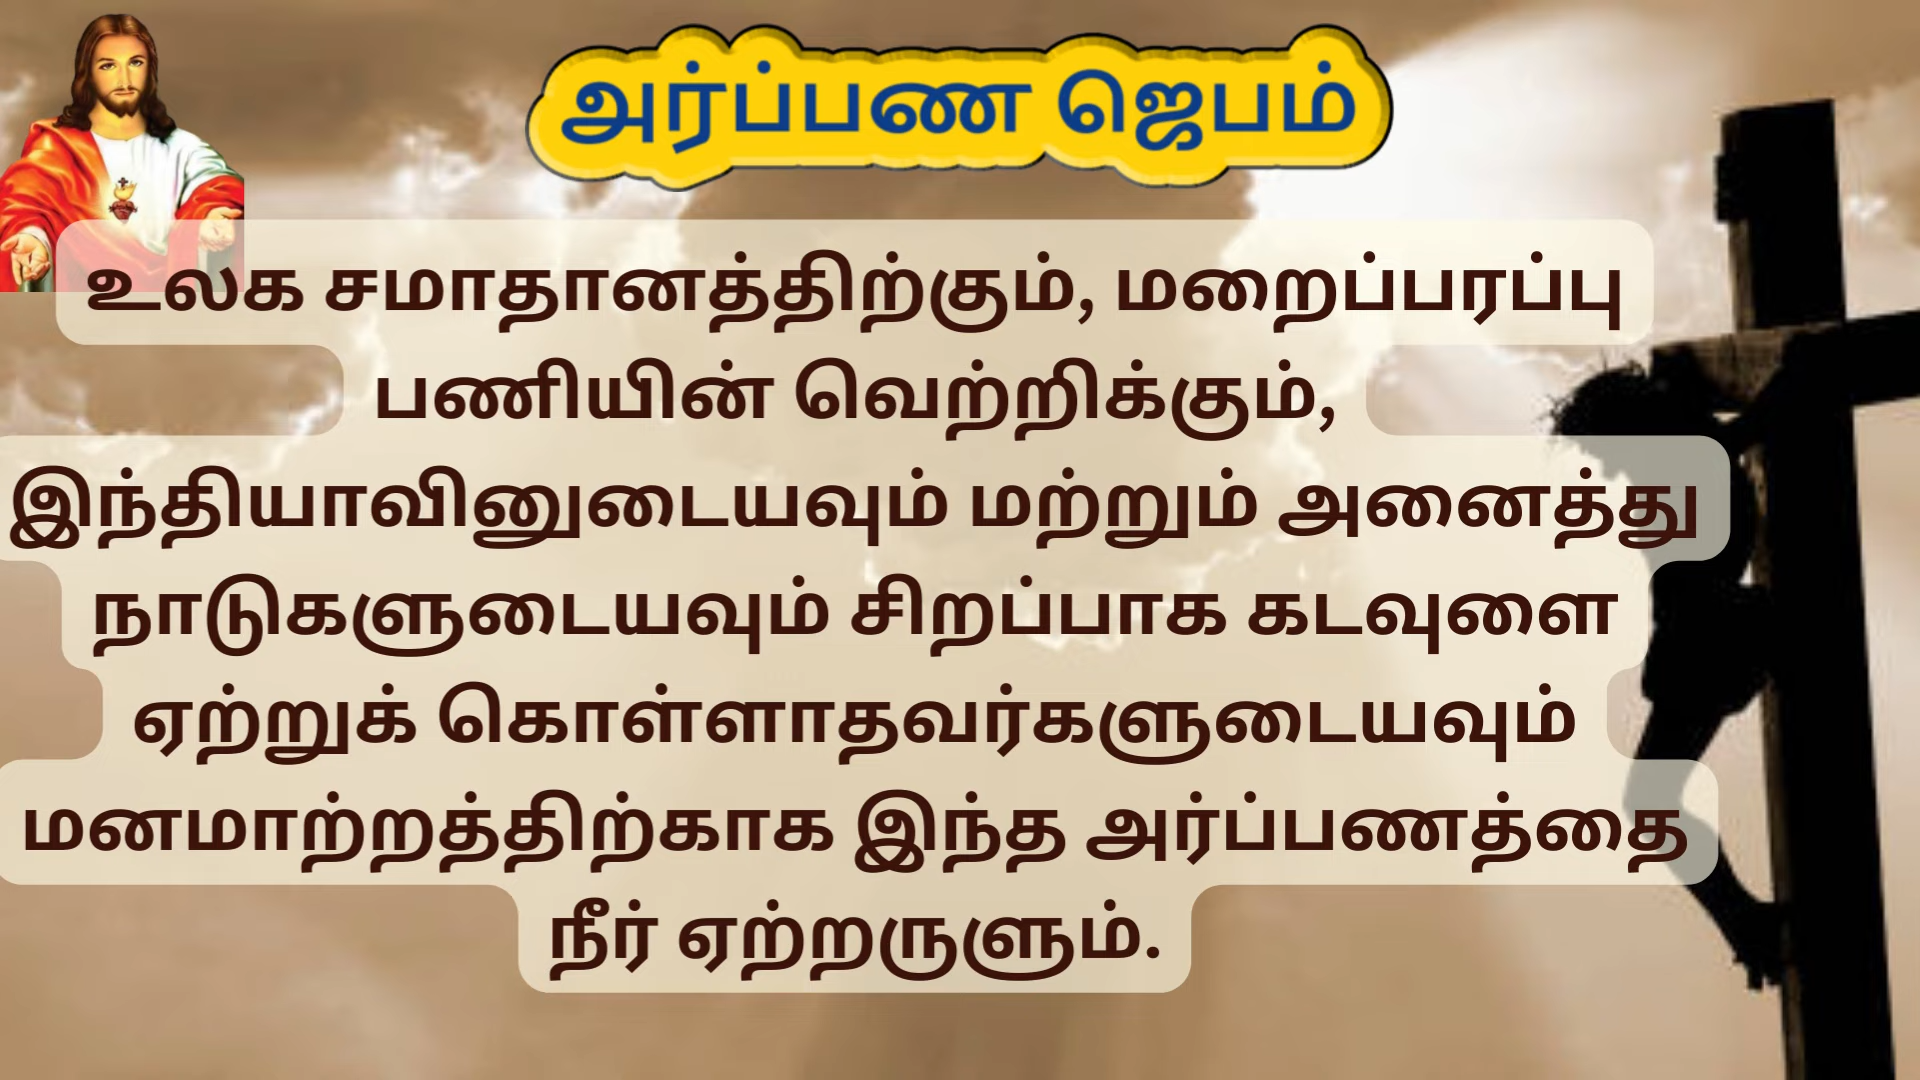 அர்ப்பண ஜெபம்
உலக சமாதானத்திற்கும், மறைப்பரப்பு
பணியின் வெற்றிக்கும்,
இந்தியாவினுடையவும் மற்றும் அனைத்து
நாடுகளுடையவும் சிறப்பாக கடவுளை
ஏற்றுக் கொள்ளாதவர்களுடையவும்
மனமாற்றத்திற்காக இந்த அர்ப்பணத்தை
நீர் ஏற்றருளும்.